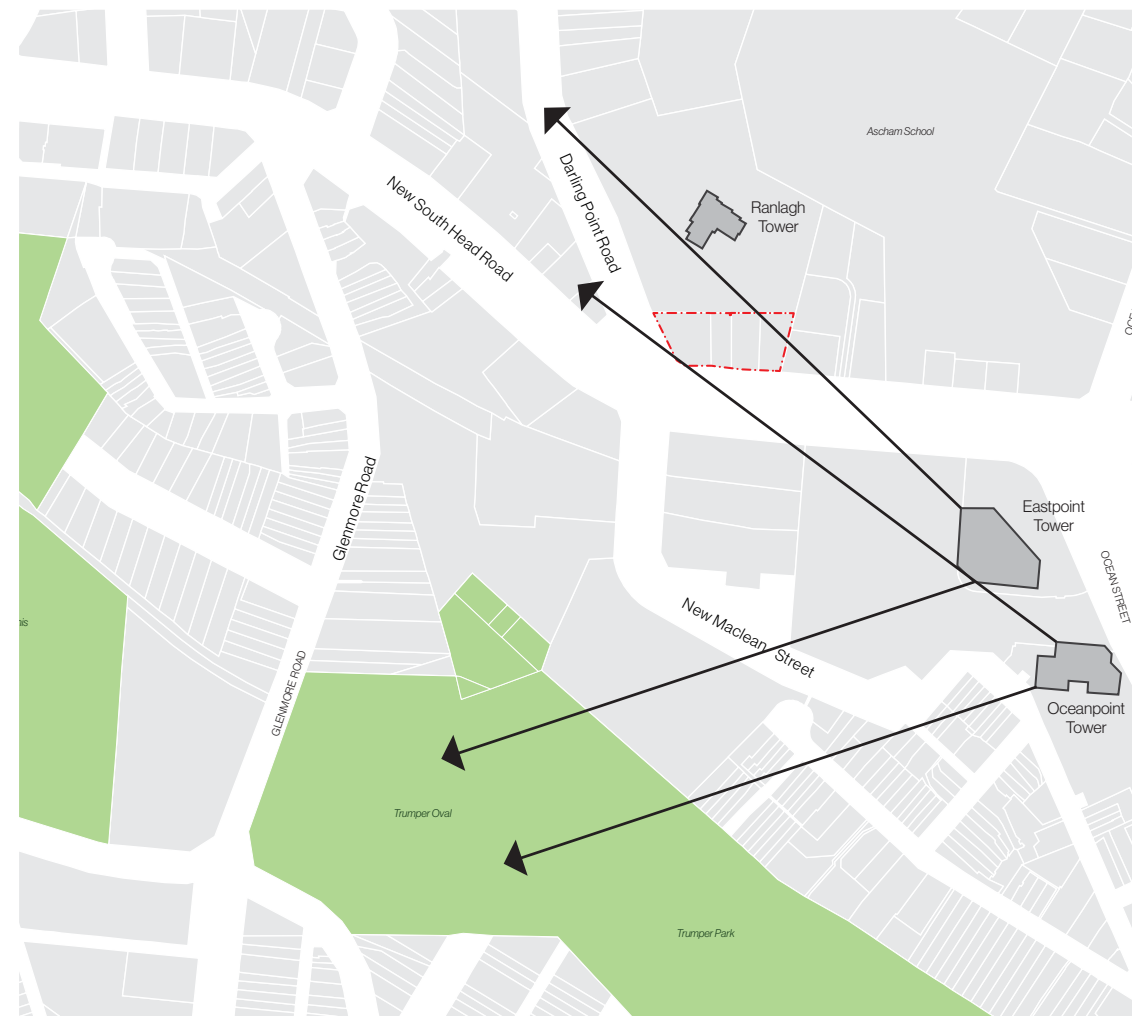 Ascham School
Darling Point Road
New South Head Road
Ranlagh
Tower
Glenmore Road
Eastpoint
Tower
OCEAN STREET
New Maclean Street
GLENMORE ROAD
Oceanpoint
Tower
Trumper Oval
Trumper Park